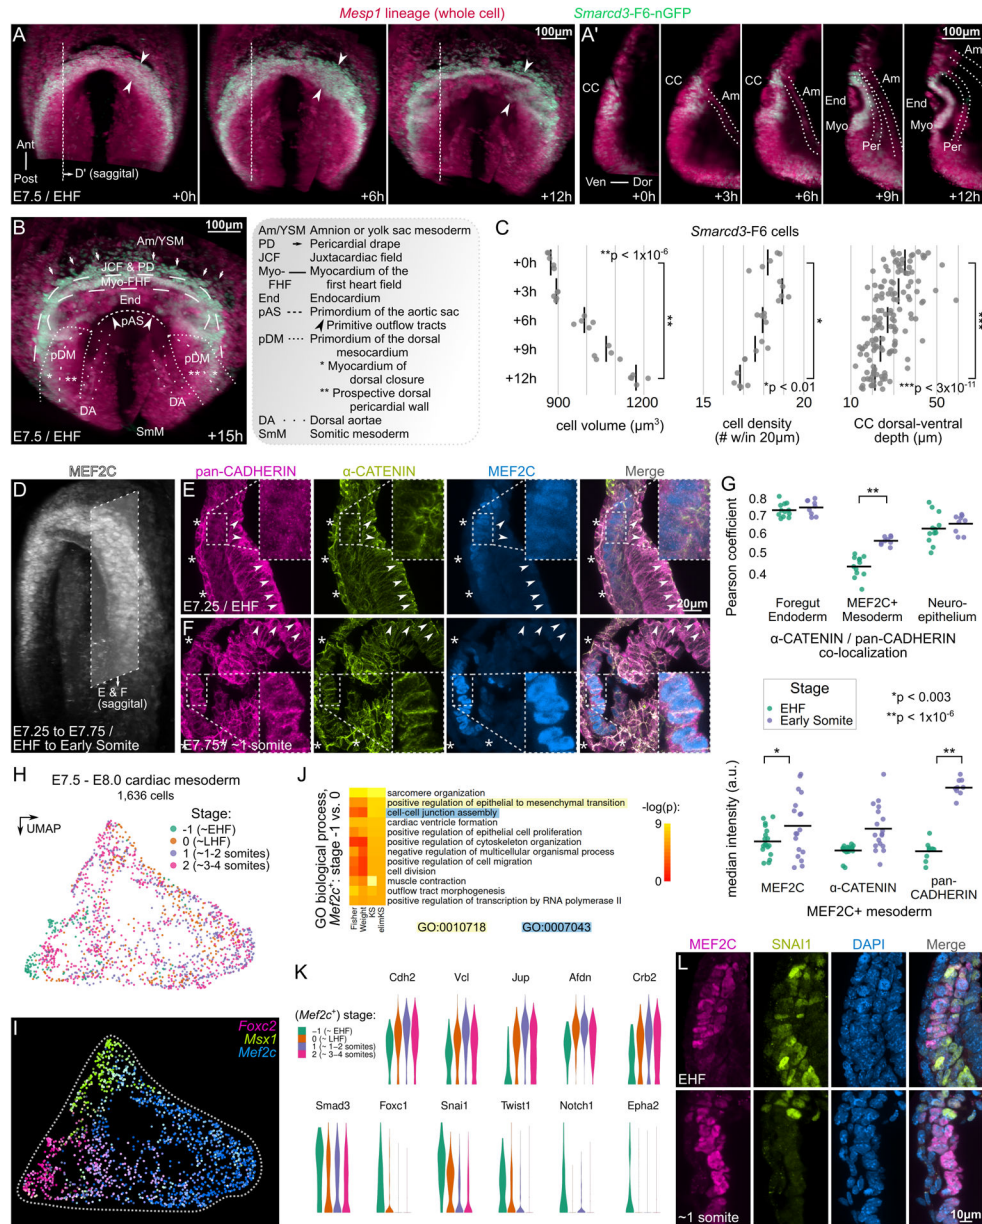 Mesp1 lineage (whole cell)
Smarcd3-F6-nGFP
A
100µm
Ant
Post
D' (saggital)
E7.5 / EHF
+0h
+6h
+12h
A'
100µm
CC
Ven — Dor
+0h
CC
Am
+3h
CC
Am
+6h
Am
End
Myo
Per
+9h
Am
End
Myo
Per
+12h
B
100µm
Am/YSM
JCF & PD
Myo-FHF
End
pAS
pDM
pDM
*
**
**
*
DA
DA
SmM
E7.5 / EHF
+15h
Am/YSM Amnion or yolk sac mesoderm
PD Pericardial drape
JCF Juxtacardiac field
Myo- Myocardium of the
FHF first heart field
End Endocardium
pAS Primordium of the aortic sac
Primitive outflow tracts
pDM Primordium of the dorsal
mesocardium
* Myocardium of
dorsal closure
** Prospective dorsal
pericardial wall
DA Dorsal aortae
SmM Somitic mesoderm
C
Smarcd3-F6 cells
+0h
+3h
+6h
+9h
+12h
**p < 1x10⁻⁶
**
900
1200
cell volume (µm³)
*
*p < 0.01
15
20
cell density
(# w/in 20µm)
***
***p < 3x10⁻¹¹
10
50
CC dorsal-ventral
depth (µm)
D
MEF2C
E & F
(saggital)
E7.25 to E7.75 /
EHF to Early Somite
pan-CADHERIN
α-CATENIN
MEF2C
Merge
E
*
*
*
*
*
*
*
*
E7.25 / EHF
20µm
F
*
*
*
*
*
*
*
*
E7.75 / ~1 somite
G
Pearson coefficient
0.8
0.7
0.6
0.5
0.4
**
Foregut
Endoderm
MEF2C+
Mesoderm
Neuro-
epithelium
α-CATENIN / pan-CADHERIN
co-localization
Stage
EHF
Early Somite
*p < 0.003
**p < 1x10⁻⁶
median intensity (a.u.)
*
**
MEF2C
α-CATENIN
pan-
CADHERIN
MEF2C+ mesoderm
H
E7.5 - E8.0 cardiac mesoderm
1,636 cells
UMAP
Stage:
-1 (~EHF)
0 (~LHF)
1 (~1-2 somites)
2 (~3-4 somites)
I
Foxc2
Msx1
Mef2c
J
GO biological process,
Mef2c⁺: stage -1 vs. 0
sarcomere organization
positive regulation of epithelial to mesenchymal transition
cell-cell junction assembly
cardiac ventricle formation
positive regulation of epithelial cell proliferation
positive regulation of cytoskeleton organization
negative regulation of multicellular organismal process
positive regulation of cell migration
cell division
muscle contraction
outflow tract morphogenesis
positive regulation of transcription by RNA polymerase II
Fisher
Weight
KS
elimKS
-log(p):
9
0
GO:0010718
GO:0007043
K
(Mef2c⁺) stage:
-1 (~ EHF)
0 (~ LHF)
1 (~ 1-2 somites)
2 (~ 3-4 somites)
Cdh2
Vcl
Jup
Afdn
Crb2
Smad3
Foxc1
Snai1
Twist1
Notch1
Epha2
L
MEF2C
SNAI1
DAPI
Merge
EHF
~1 somite
10µm